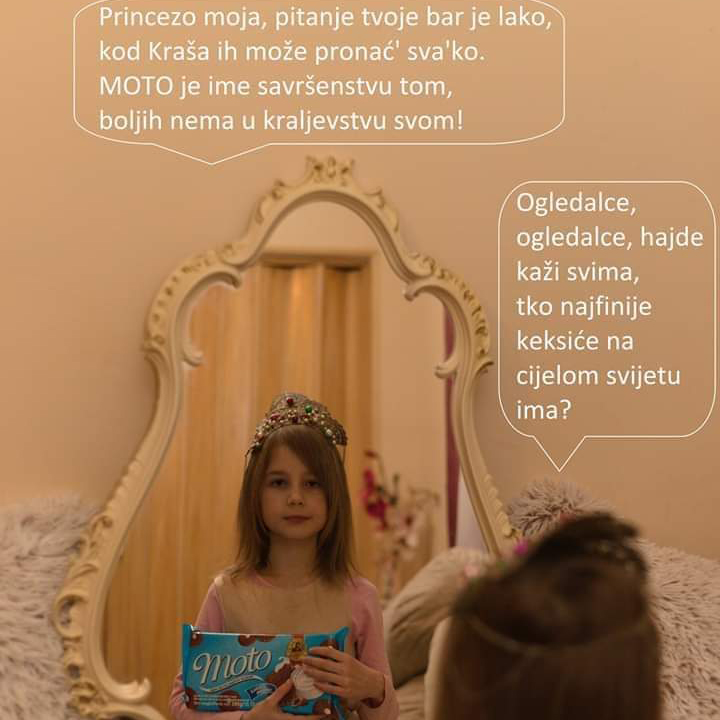 Princezo moja, pitanje tvoje bar je lako,
kod Kraša ih može pronać' sva'ko.
MOTO je ime savršenstvu tom,
boljih nema u kraljevstvu svom!
Ogledalce,
ogledalce, hajde
kaži svima,
tko najfinije
keksiće na
cijelom svijetu
ima?
Moto